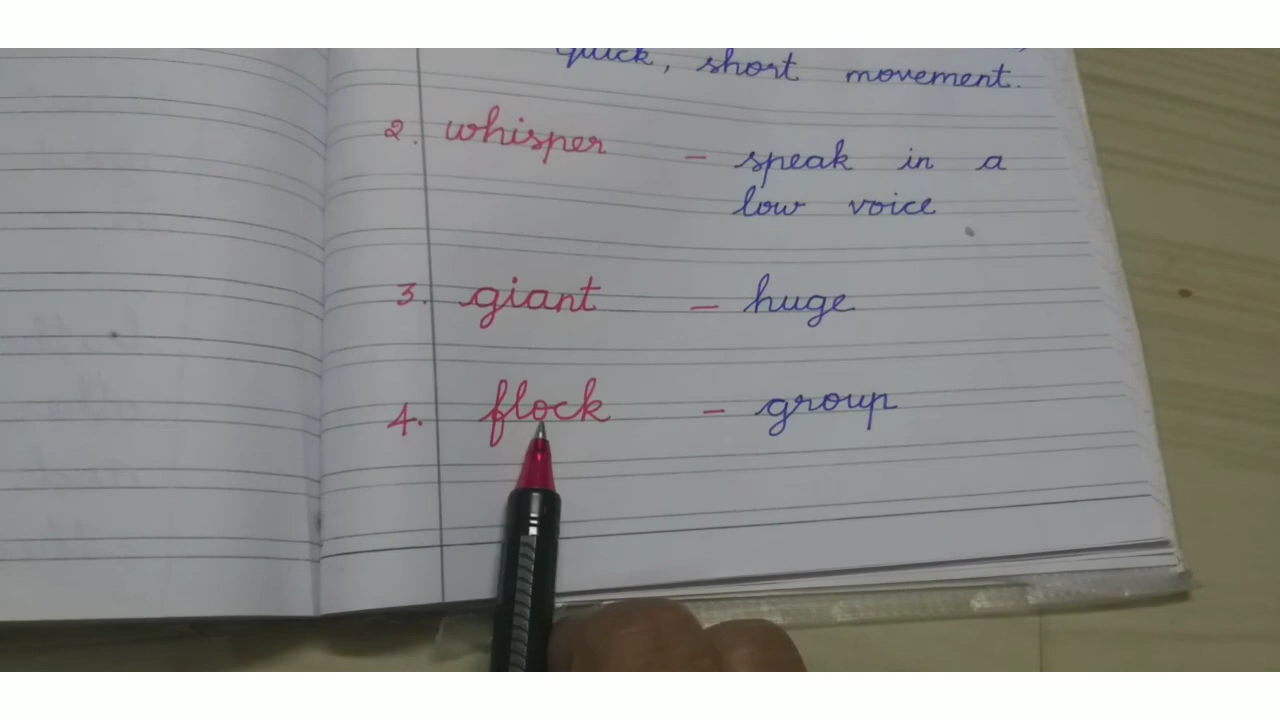 quick, short movement.
2. whisper – speak in a
low voice
3. giant – huge
4. flock – group